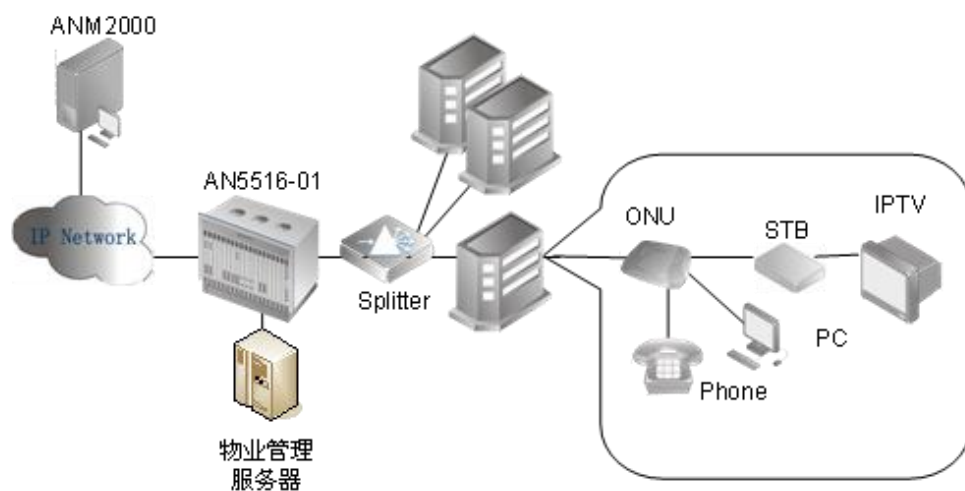 ANM2000
AN5516-01
IP Network
Splitter
物业管理
服务器
ONU
STB
IPTV
PC
Phone